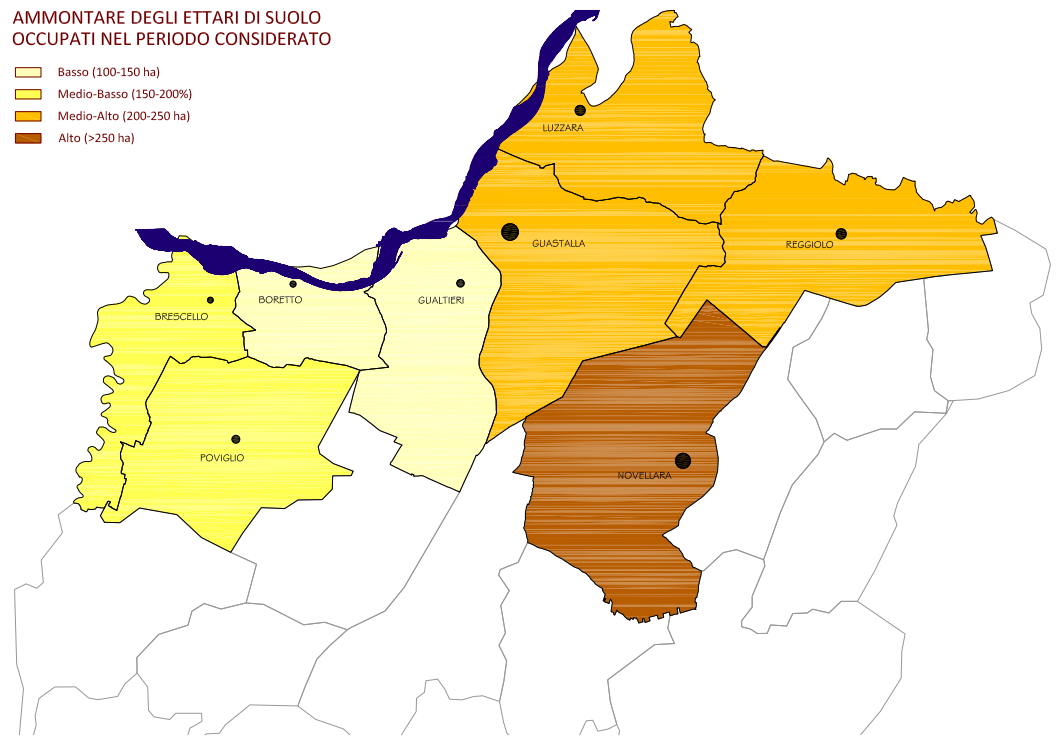 AMMONTARE DEGLI ETTARI DI SUOLO
OCCUPATI NEL PERIODO CONSIDERATO
Basso (100-150 ha)
Medio-Basso (150-200%)
Medio-Alto (200-250 ha)
Alto (>250 ha)
LUZZARA
GUASTALLA
REGGIOLO
BORETTO
GUALTIERI
BRESCELLO
POVIGLIO
NOVELLARA